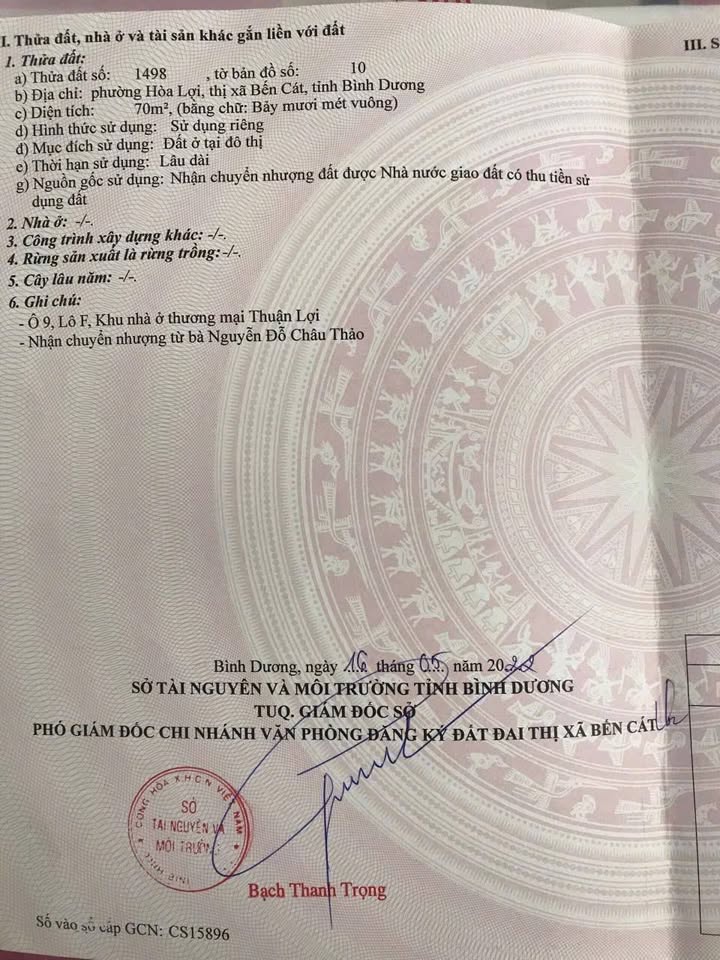 I. Thửa đất, nhà ở và tài sản khác gắn liền với đất
1. Thửa đất:
a) Thửa đất số: 1498 , tờ bản đồ số: 10
b) Địa chỉ: phường Hòa Lợi, thị xã Bến Cát, tỉnh Bình Dương
c) Diện tích: 70m², (bằng chữ: Bảy mươi mét vuông)
d) Hình thức sử dụng: Sử dụng riêng
đ) Mục đích sử dụng: Đất ở tại đô thị
e) Thời hạn sử dụng: Lâu dài
g) Nguồn gốc sử dụng: Nhận chuyển nhượng đất được Nhà nước giao đất có thu tiền sử
dụng đất
2. Nhà ở: -/-.
3. Công trình xây dựng khác: -/-.
4. Rừng sản xuất là rừng trồng: -/-.
5. Cây lâu năm: -/-.
6. Ghi chú:
- Ô 9, Lô F, Khu nhà ở thương mại Thuận Lợi
- Nhận chuyển nhượng từ bà Nguyễn Đỗ Châu Thảo
III. S
Bình Dương, ngày 16 tháng 05 năm 2022
SỞ TÀI NGUYÊN VÀ MÔI TRƯỜNG TỈNH BÌNH DƯƠNG
TUQ. GIÁM ĐỐC SỞ
PHÓ GIÁM ĐỐC CHI NHÁNH VĂN PHÒNG ĐĂNG KÝ ĐẤT ĐAI THỊ XÃ BẾN CÁT
CỘNG HÒA X.H.C.N VIỆT NAM
SỞ
TÀI NGUYÊN VÀ
MÔI TRƯỜNG
Bạch Thanh Trọng
Số vào sổ cấp GCN: CS15896